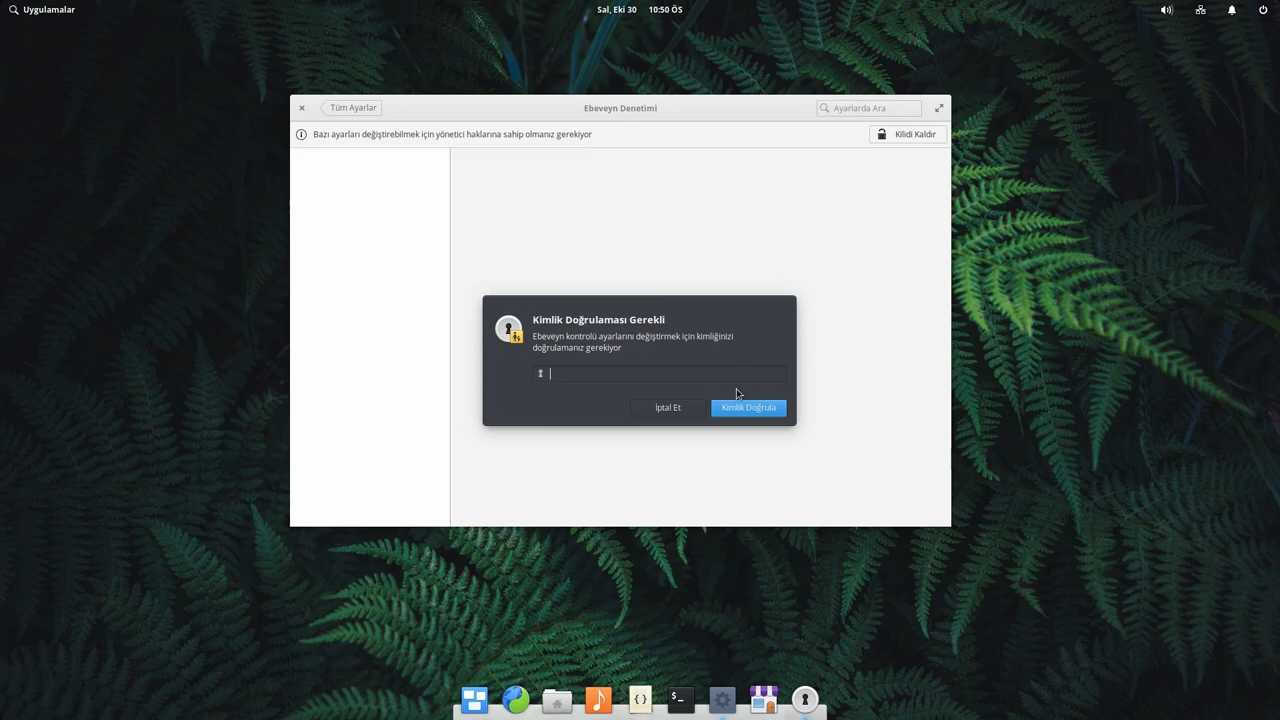 Uygulamalar
Sal, Eki 30 10:50 ÖS
Tüm Ayarlar
Ebeveyn Denetimi
Ayarlarda Ara
Bazı ayarları değiştirebilmek için yönetici haklarına sahip olmanız gerekiyor
Kilidi Kaldır
Kimlik Doğrulaması Gerekli
Ebeveyn kontrolü ayarlarını değiştirmek için kimliğinizi
doğrulamanız gerekiyor
İptal Et
Kimlik Doğrula